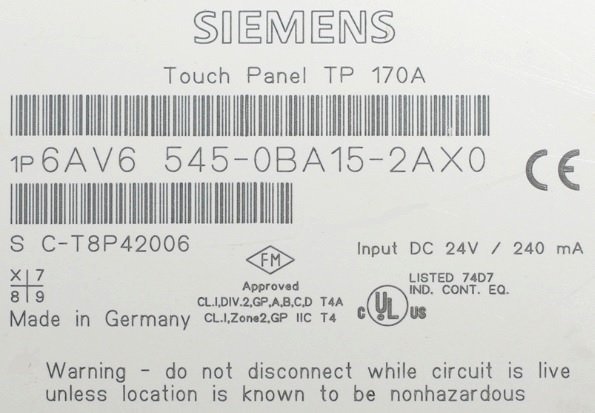 SIEMENS
Touch Panel TP 170A
1P 6AV6 545-0BA15-2AX0
CE
S C-T8P42006
Input DC 24V / 240 mA
FM
Approved
CL.I,DIV.2,GP,A,B,C,D T4A
CL.I,Zone2,GP IIC T4
X 7
8 9
Made in Germany
C UL US
LISTED 74D7
IND. CONT. EQ.
Warning - do not disconnect while circuit is live
unless location is known to be nonhazardous